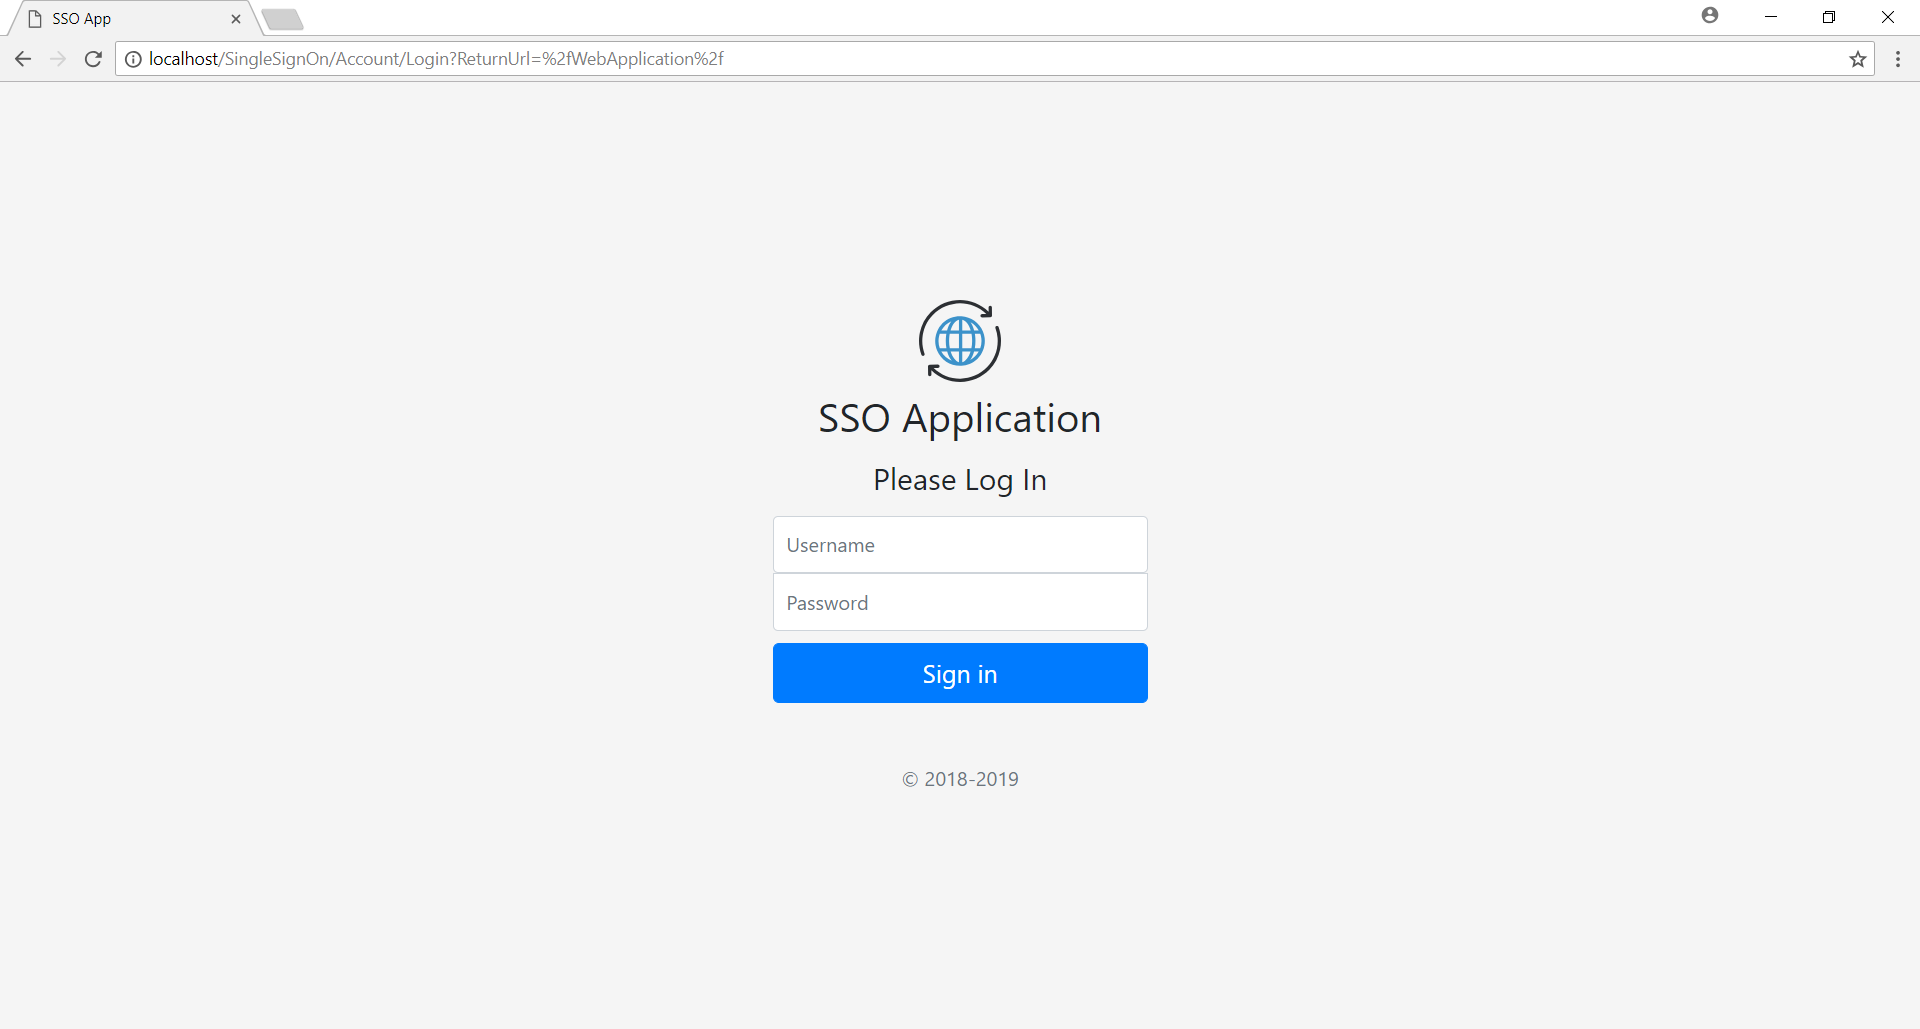 SSO App
localhost/SingleSignOn/Account/Login?ReturnUrl=%2fWebApplication%2f
SSO Application
Please Log In
Username
Password
Sign in
© 2018-2019